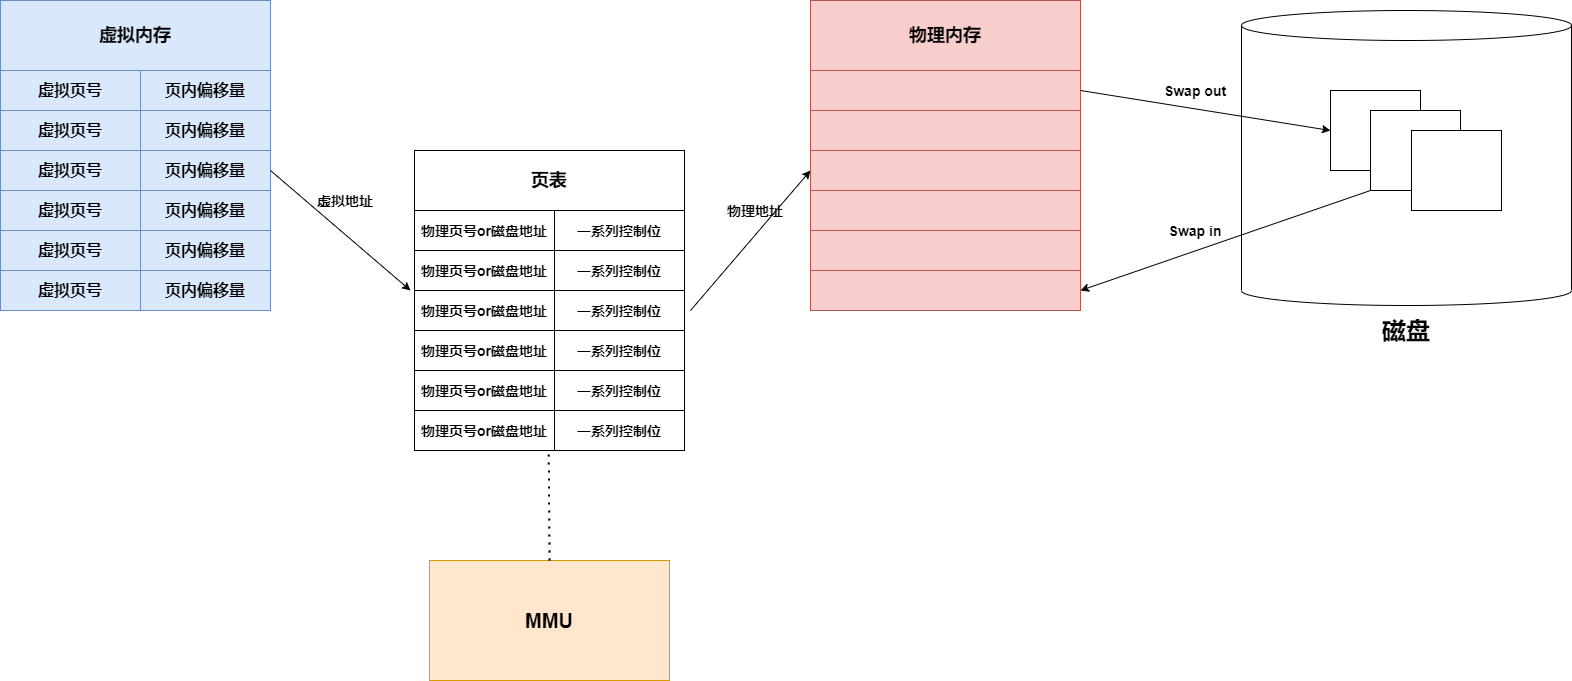 虚拟内存
虚拟页号 页内偏移量
虚拟页号 页内偏移量
虚拟页号 页内偏移量
虚拟页号 页内偏移量
虚拟页号 页内偏移量
虚拟页号 页内偏移量
虚拟地址
页表
物理页号or磁盘地址 一系列控制位
物理页号or磁盘地址 一系列控制位
物理页号or磁盘地址 一系列控制位
物理页号or磁盘地址 一系列控制位
物理页号or磁盘地址 一系列控制位
物理页号or磁盘地址 一系列控制位
MMU
物理地址
物理内存
Swap out
Swap in
磁盘